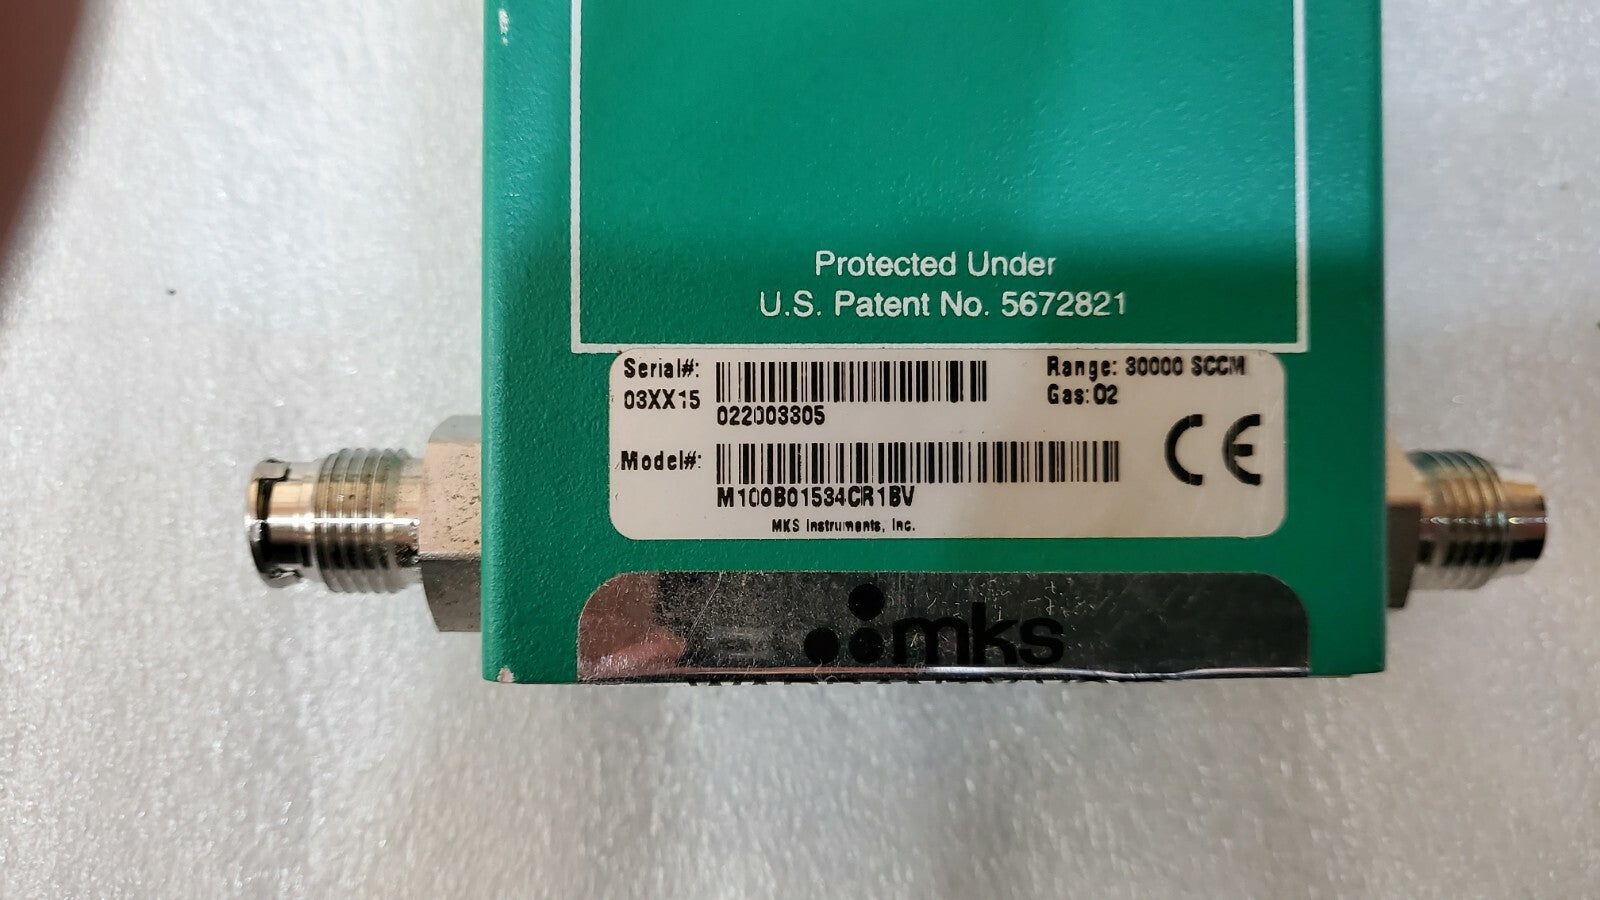 Protected Under
U.S. Patent No. 5672821
Serial#:
03XX15
022003305
Range: 30000 SCCM
Gas: O2
Model#:
M100B01534CR1BV
MKS Instruments, Inc.
CE
mks